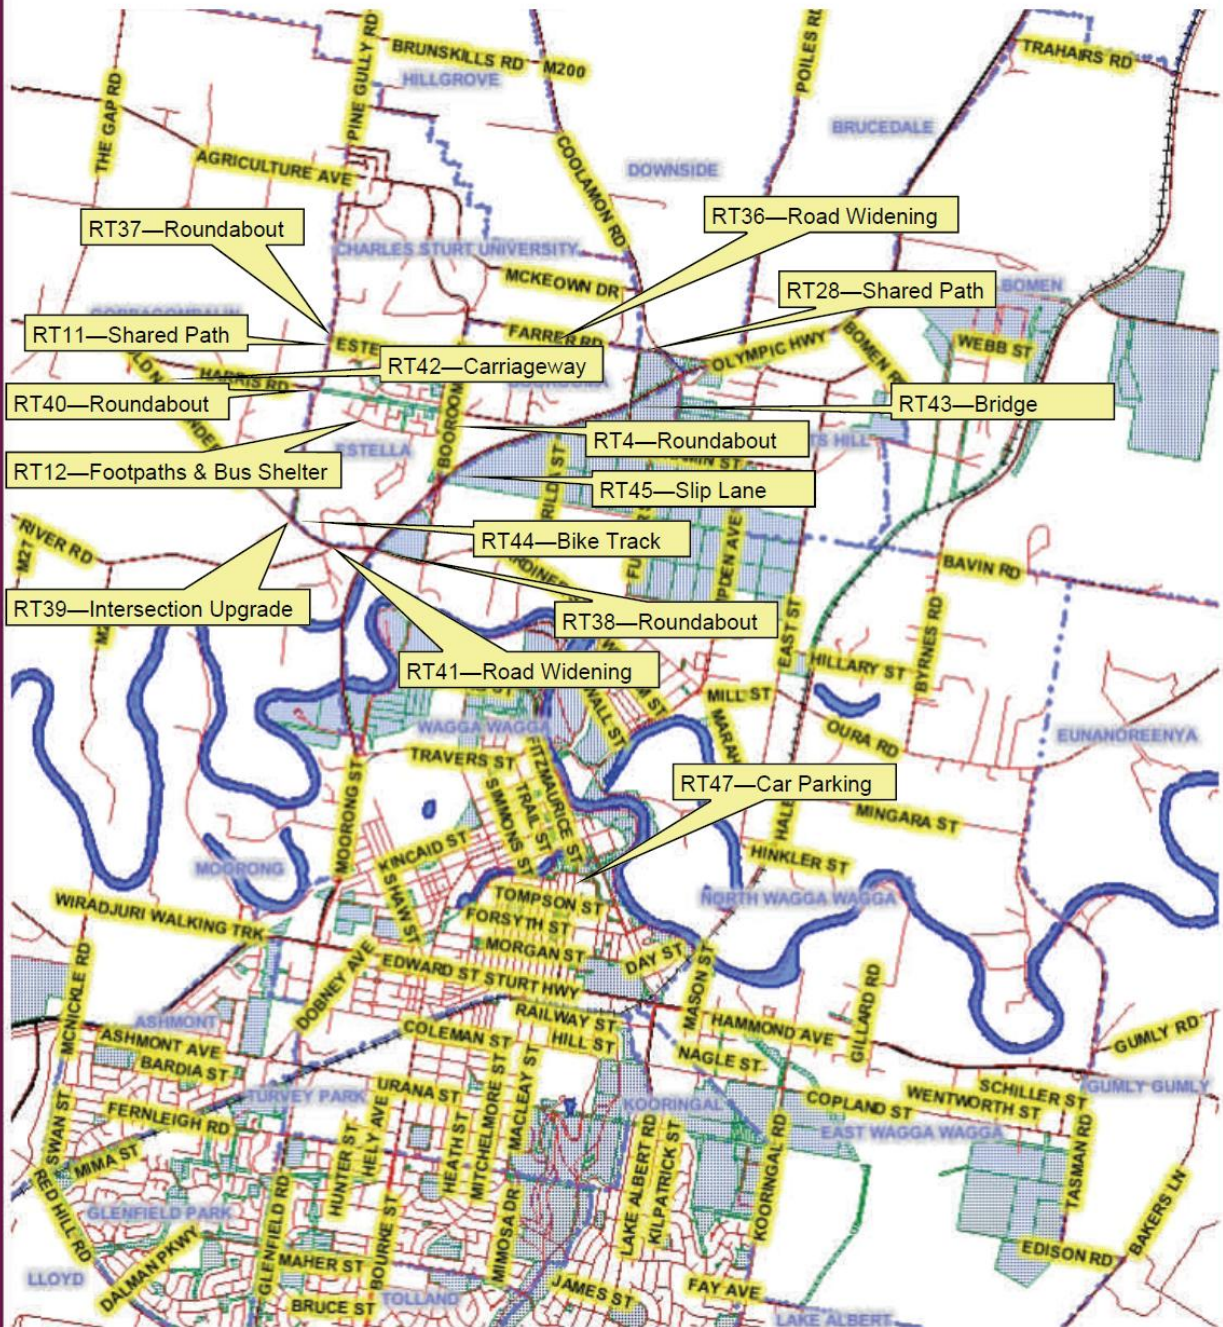 BRUNSKILLS RD
M200
HILLGROVE
PINE GULLY RD
THE GAP RD
POILES RD
TRAHAIRS RD
BRUCEDALE
AGRICULTURE AVE
COOLAMON RD
DOWNSIDE
RT37—Roundabout
RT36—Road Widening
CHARLES STURT UNIVERSITY
MCKEOWN DR
RT28—Shared Path
BOMEN
RT11—Shared Path
FARRER RD
OLYMPIC HWY
BOMEN
WEBB ST
RT42—Carriageway
HARRIS RD
RT40—Roundabout
RT43—Bridge
RT4—Roundabout
ESTELLA
RT12—Footpaths & Bus Shelter
RT45—Slip Lane
RIVER RD
RT44—Bike Track
BAVIN RD
RT39—Intersection Upgrade
RT38—Roundabout
EAST ST
HILLARY ST
BYRNES RD
RT41—Road Widening
MILL ST
WAGGA WAGGA
OURA RD
EUNANOREENYA
TRAVERS ST
FITZMAURICE ST
RT47—Car Parking
MOORONG ST
SIMMONS ST
TRAIL ST
MINGARA ST
KINCAID ST
HINKLER ST
MOORONG
SHAW ST
TOMPSON ST
NORTH WAGGA WAGGA
WIRADJURI WALKING TRK
FORSYTH ST
MORGAN ST
DAY ST
MASON ST
EDWARD ST STURT HWY
DOBNEY AVE
MCNICKLE RD
GILLARD RD
ASHMONT
RAILWAY ST
HAMMOND AVE
GUMLY RD
ASHMONT AVE
COLEMAN ST
HILL ST
NAGLE ST
BARDIA ST
TURVEY PARK
URANA ST
KOORINGAL
COPLAND ST
WENTWORTH ST
SCHILLER ST
GUMLY GUMLY
SWAN ST
FERNLEIGH RD
HUNTER ST
HELY AVE
HEATH ST
MITCHELMORE ST
MACLEAY ST
EAST WAGGA WAGGA
MIMA ST
LAKE ALBERT RD
KILPATRICK ST
KOORINGAL RD
TASMAN RD
RED HILL RD
GLENFIELD PARK
GLENFIELD RD
BOURKE ST
MIMOSA DR
BAKERS LN
LLOYD
DALMAN PKWY
MAHER ST
EDISON RD
BRUCE ST
TOLLAND
JAMES ST
FAY AVE
LAKE ALBERT